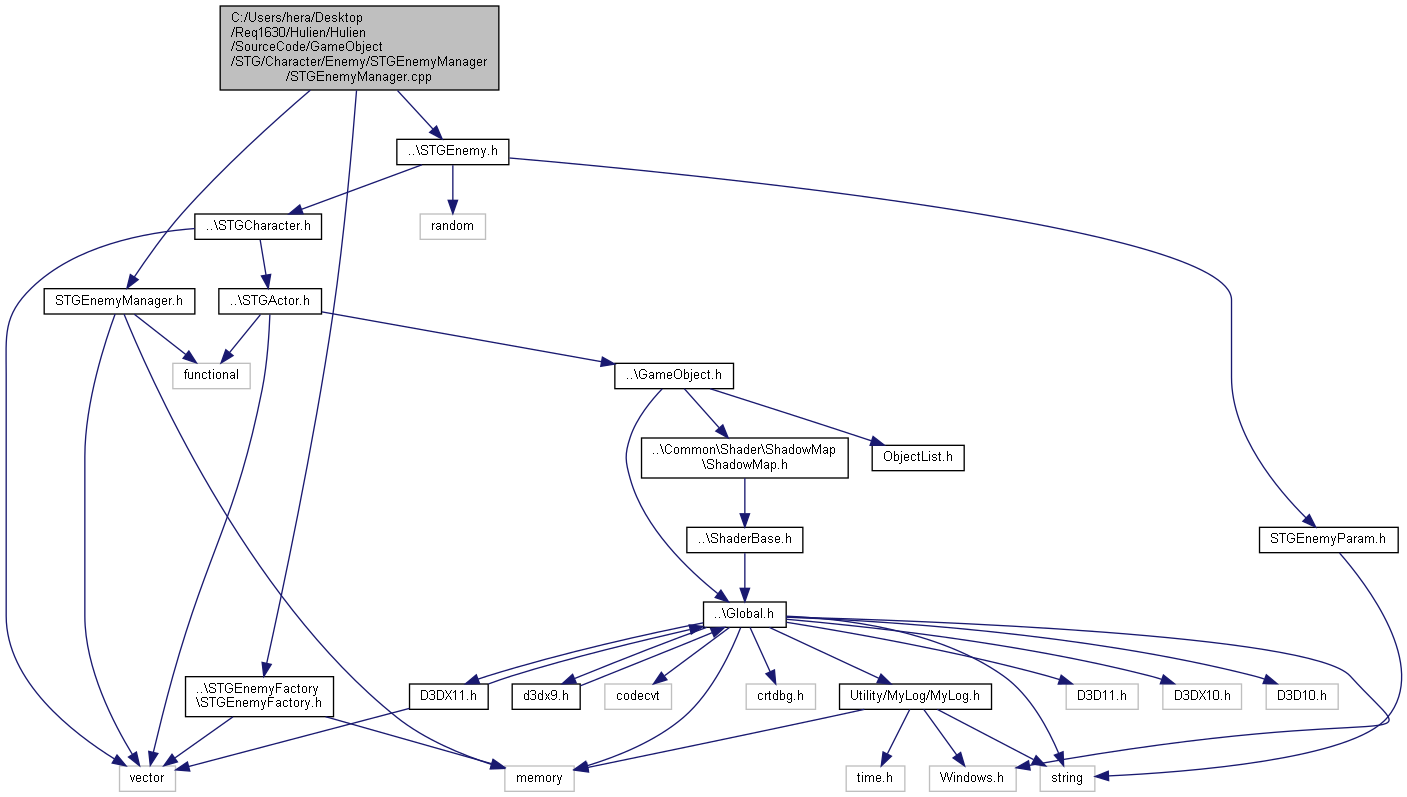 C:/Users/hera/Desktop
/Req1630/Hulien/Hulien
/SourceCode/GameObject
/STG/Character/Enemy/STGEnemyManager
/STGEnemyManager.cpp
..\STGEnemy.h
..\STGCharacter.h
random
STGEnemyManager.h
..\STGActor.h
functional
..\GameObject.h
..\Common\Shader\ShadowMap
\ShadowMap.h
ObjectList.h
..\ShaderBase.h
STGEnemyParam.h
..\Global.h
..\STGEnemyFactory
\STGEnemyFactory.h
D3DX11.h
d3dx9.h
codecvt
crtdbg.h
Utility/MyLog/MyLog.h
D3D11.h
D3DX10.h
D3D10.h
vector
memory
time.h
Windows.h
string